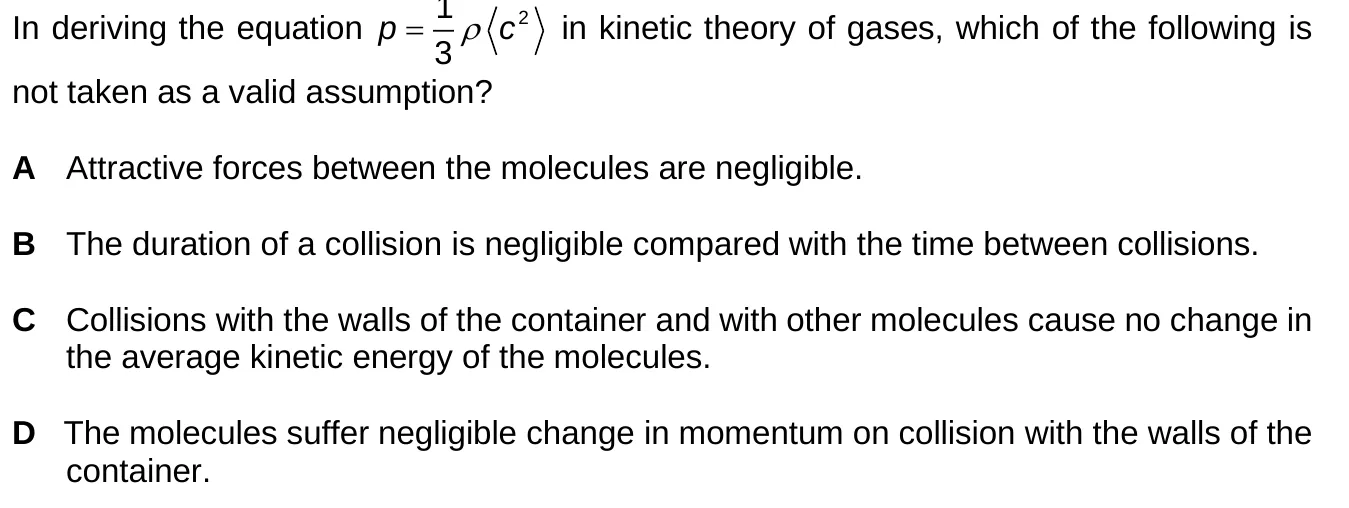 In deriving the equation p = 1/3 ρ⟨c²⟩ in kinetic theory of gases, which of the following is
not taken as a valid assumption?
A Attractive forces between the molecules are negligible.
B The duration of a collision is negligible compared with the time between collisions.
C Collisions with the walls of the container and with other molecules cause no change in
the average kinetic energy of the molecules.
D The molecules suffer negligible change in momentum on collision with the walls of the
container.